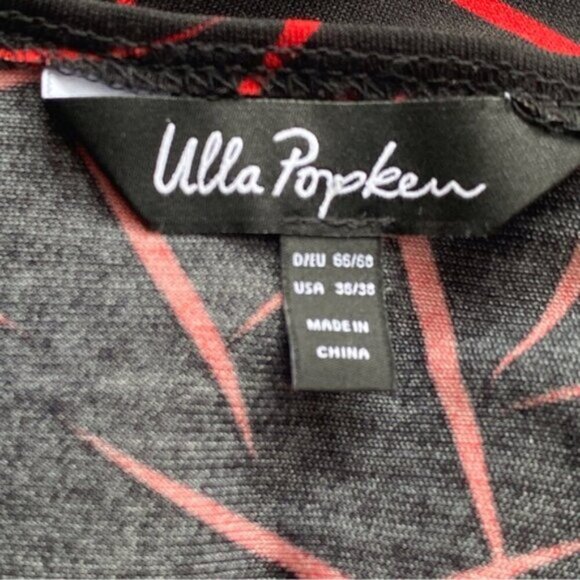 Ulla Popken
D/EU 66/68
USA 36/38
MADE IN
CHINA